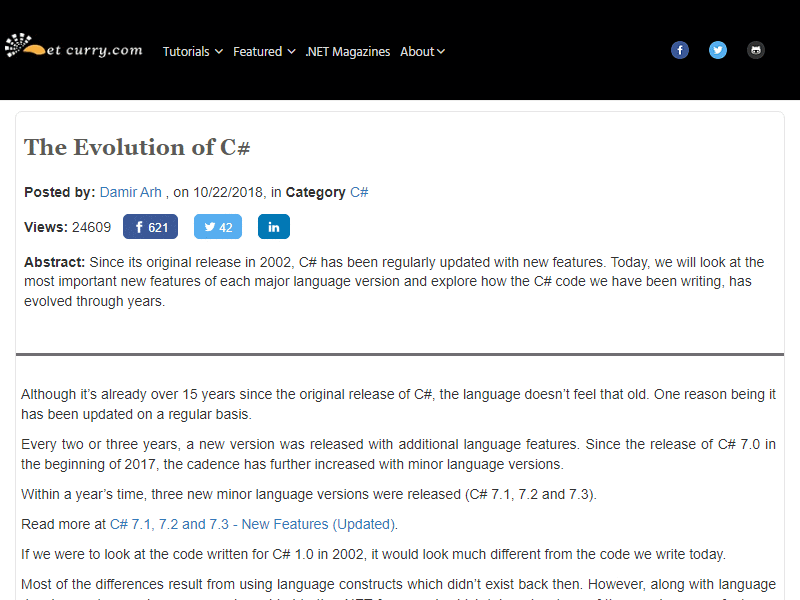 et curry.com
Tutorials Featured .NET Magazines About
The Evolution of C#
Posted by: Damir Arh , on 10/22/2018, in Category C#
Views: 24609 f 621 42 in
Abstract: Since its original release in 2002, C# has been regularly updated with new features. Today, we will look at the
most important new features of each major language version and explore how the C# code we have been writing, has
evolved through years.
Although it’s already over 15 years since the original release of C#, the language doesn’t feel that old. One reason being it
has been updated on a regular basis.
Every two or three years, a new version was released with additional language features. Since the release of C# 7.0 in
the beginning of 2017, the cadence has further increased with minor language versions.
Within a year’s time, three new minor language versions were released (C# 7.1, 7.2 and 7.3).
Read more at C# 7.1, 7.2 and 7.3 - New Features (Updated).
If we were to look at the code written for C# 1.0 in 2002, it would look much different from the code we write today.
Most of the differences result from using language constructs which didn’t exist back then. However, along with language